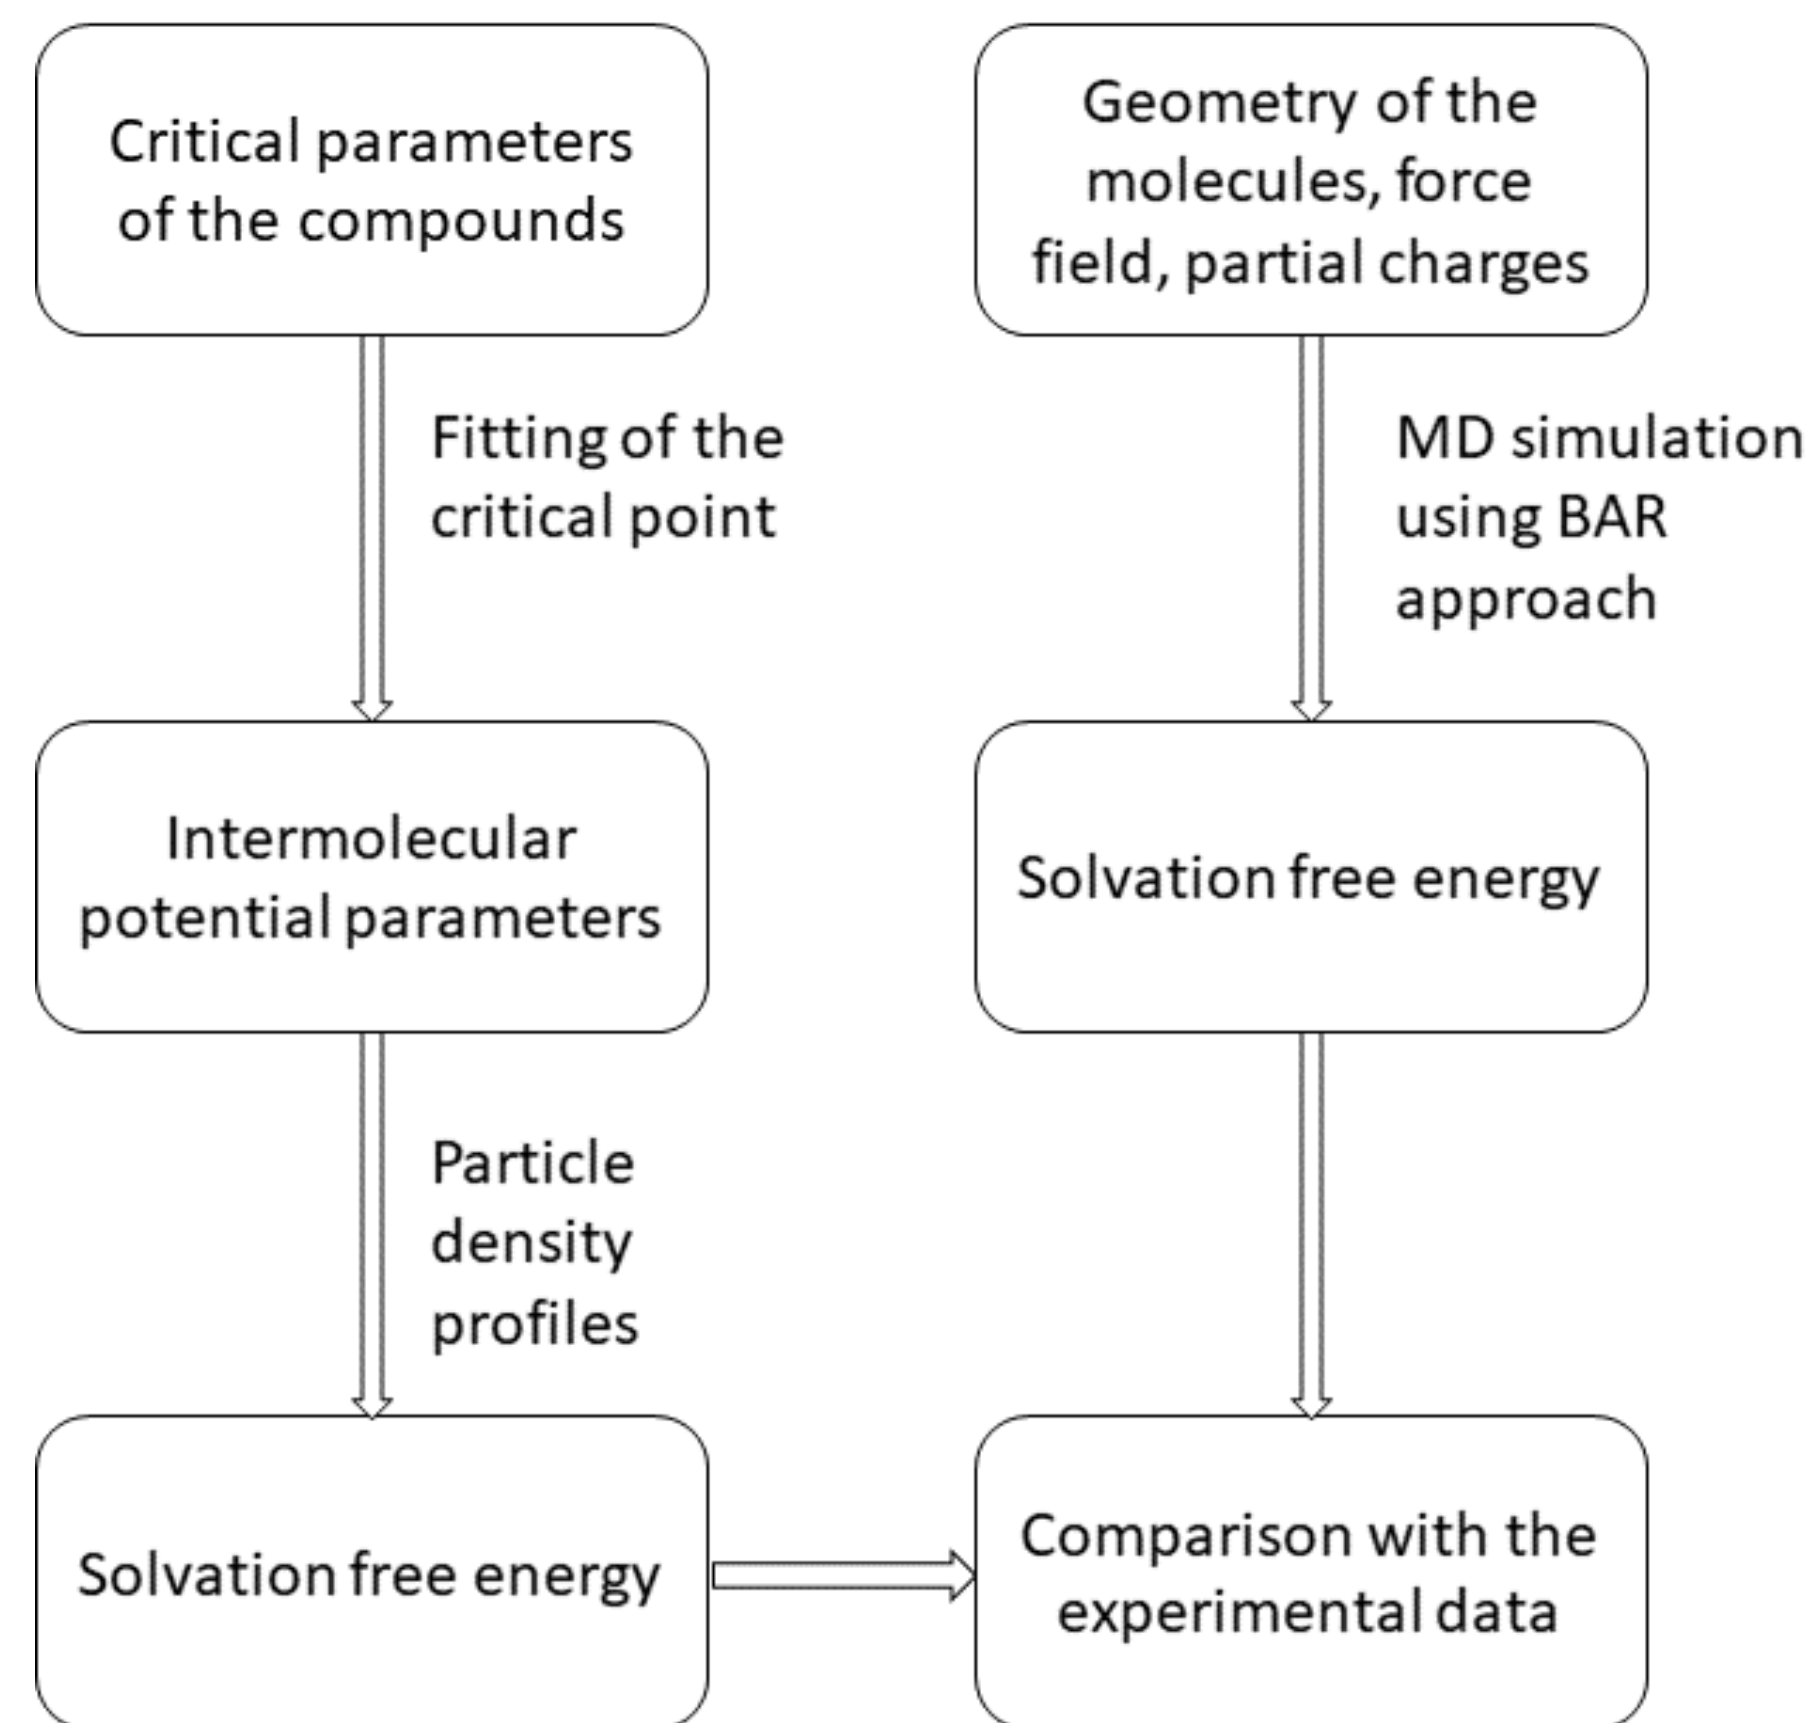 Critical parameters
of the compounds
Geometry of the
molecules, force
field, partial charges
Fitting of the
critical point
MD simulation
using BAR
approach
Intermolecular
potential parameters
Solvation free energy
Particle
density
profiles
Solvation free energy
Comparison with the
experimental data